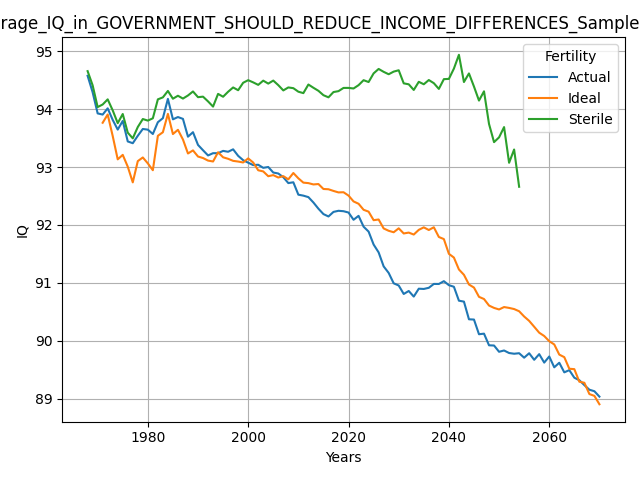 rage_IQ_in_GOVERNMENT_SHOULD_REDUCE_INCOME_DIFFERENCES_Sample
95
94
93
92
91
90
89
IQ
Fertility
Actual
Ideal
Sterile
1980
2000
2020
2040
2060
Years